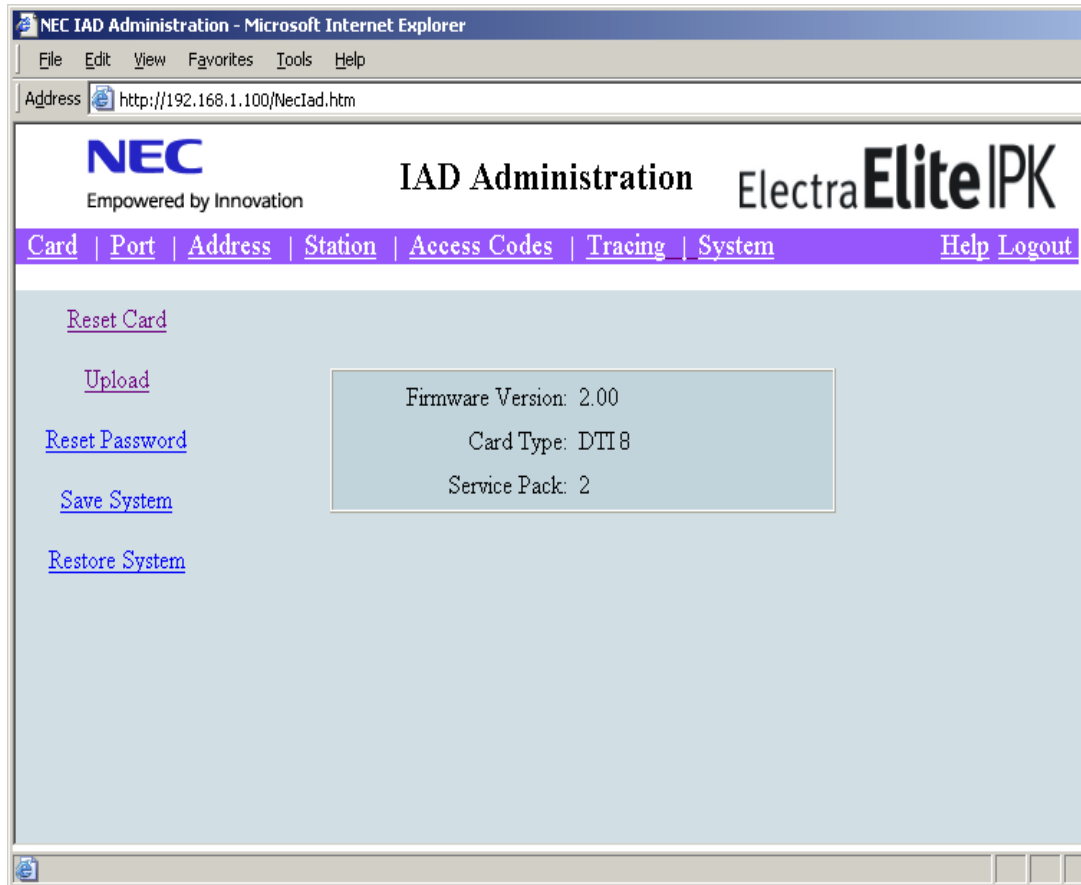 NEC IAD Administration - Microsoft Internet Explorer
File Edit View Favorites Tools Help
Address http://192.168.1.100/NecIad.htm
NEC
Empowered by Innovation
IAD Administration
Electra Elite IPK
Card | Port | Address | Station | Access Codes | Tracing | System Help Logout
Reset Card
Upload
Reset Password
Save System
Restore System
Firmware Version: 2.00
Card Type: DTI 8
Service Pack: 2